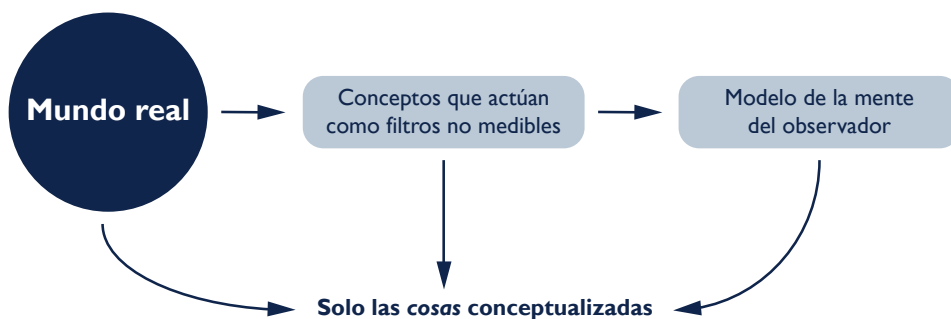 Mundo real
Conceptos que actúan
como filtros no medibles
Modelo de la mente
del observador
Solo las cosas conceptualizadas